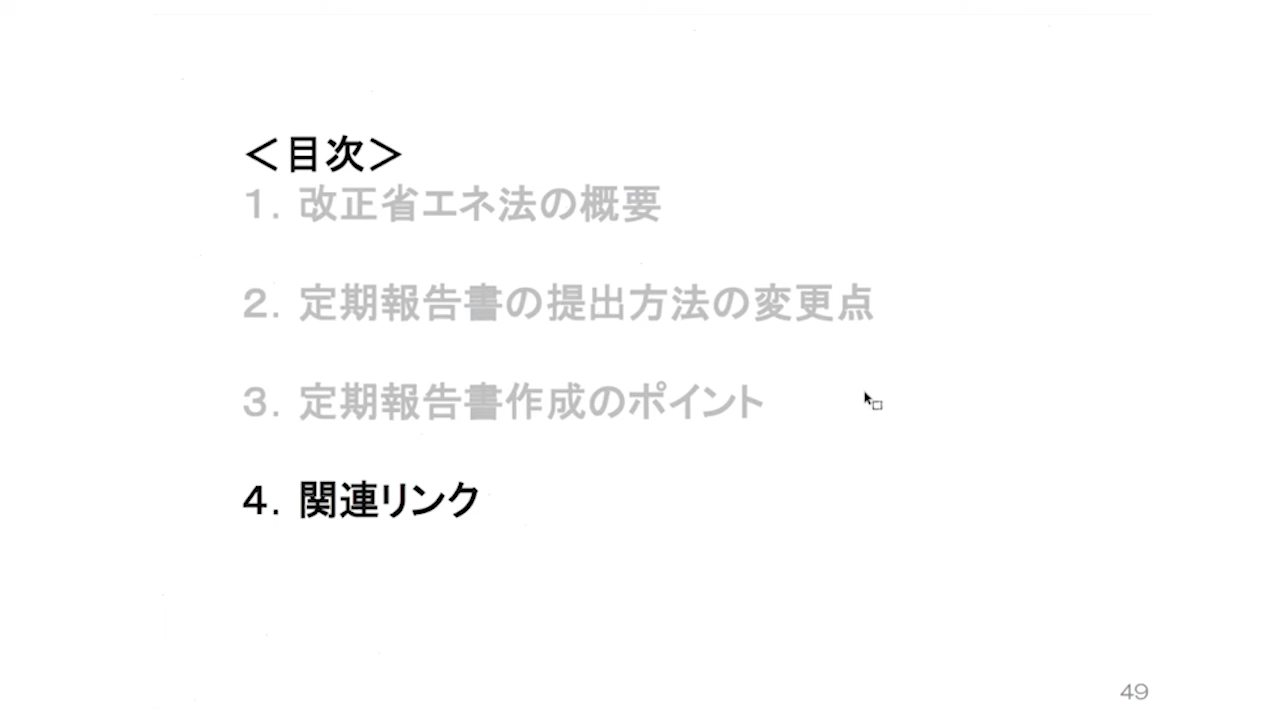 ＜目次＞
１．改正省エネ法の概要
２．定期報告書の提出方法の変更点
３．定期報告書作成のポイント
４．関連リンク
49